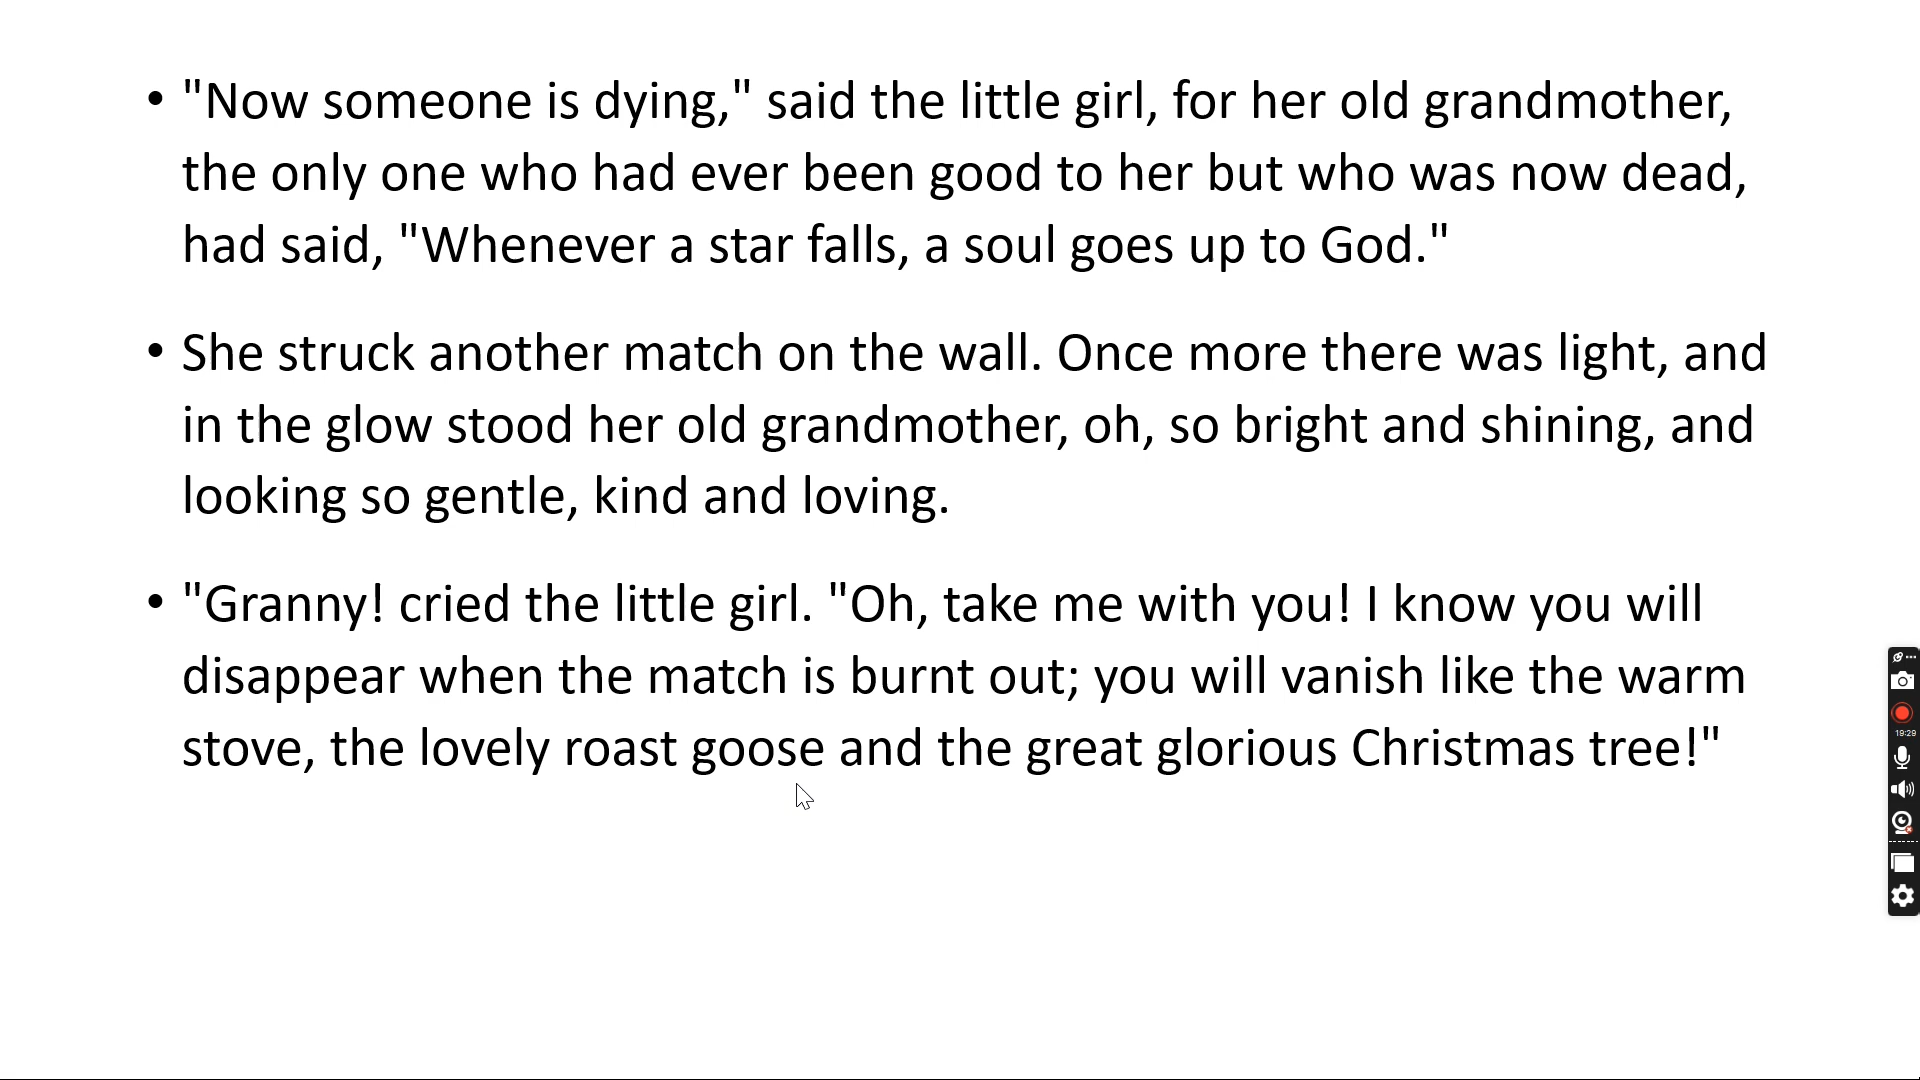 • "Now someone is dying," said the little girl, for her old grandmother,
the only one who had ever been good to her but who was now dead,
had said, "Whenever a star falls, a soul goes up to God."
• She struck another match on the wall. Once more there was light, and
in the glow stood her old grandmother, oh, so bright and shining, and
looking so gentle, kind and loving.
• "Granny! cried the little girl. "Oh, take me with you! I know you will
disappear when the match is burnt out; you will vanish like the warm
stove, the lovely roast goose and the great glorious Christmas tree!"
19:29